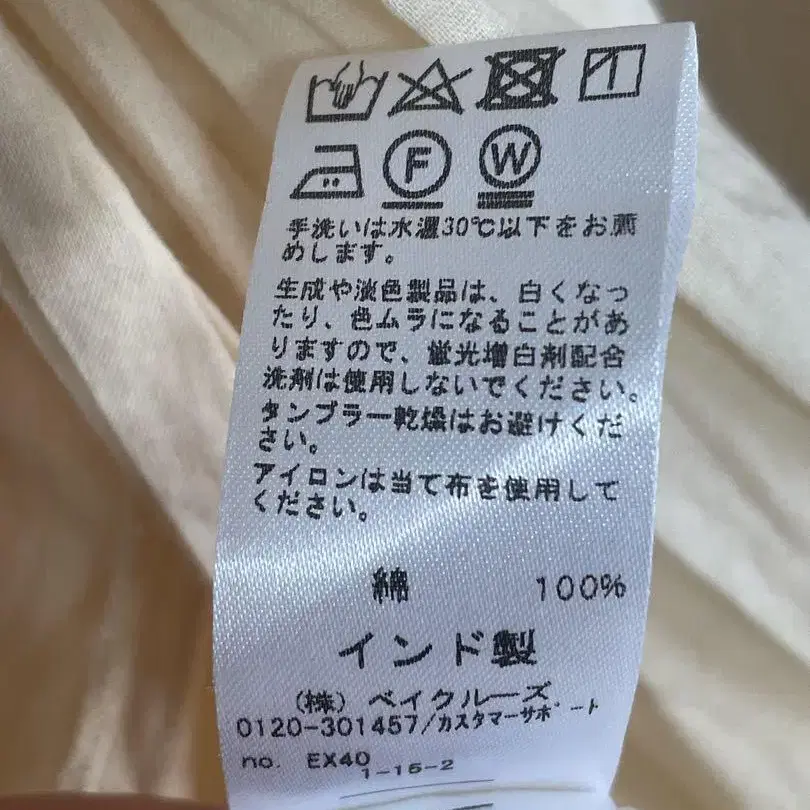 F W
手洗いは水温30℃以下をお薦
めします。
生成や淡色製品は、白くなっ
たり、色ムラになることがあ
りますので、蛍光増白剤配合
洗剤は使用しないでください。
タンブラー乾燥はお避けくだ
さい。
アイロンは当て布を使用して
ください。
綿 100%
インド製
(株) ベイクルーズ
0120-301457/カスタマーサポート
no. EX40
1-15-2